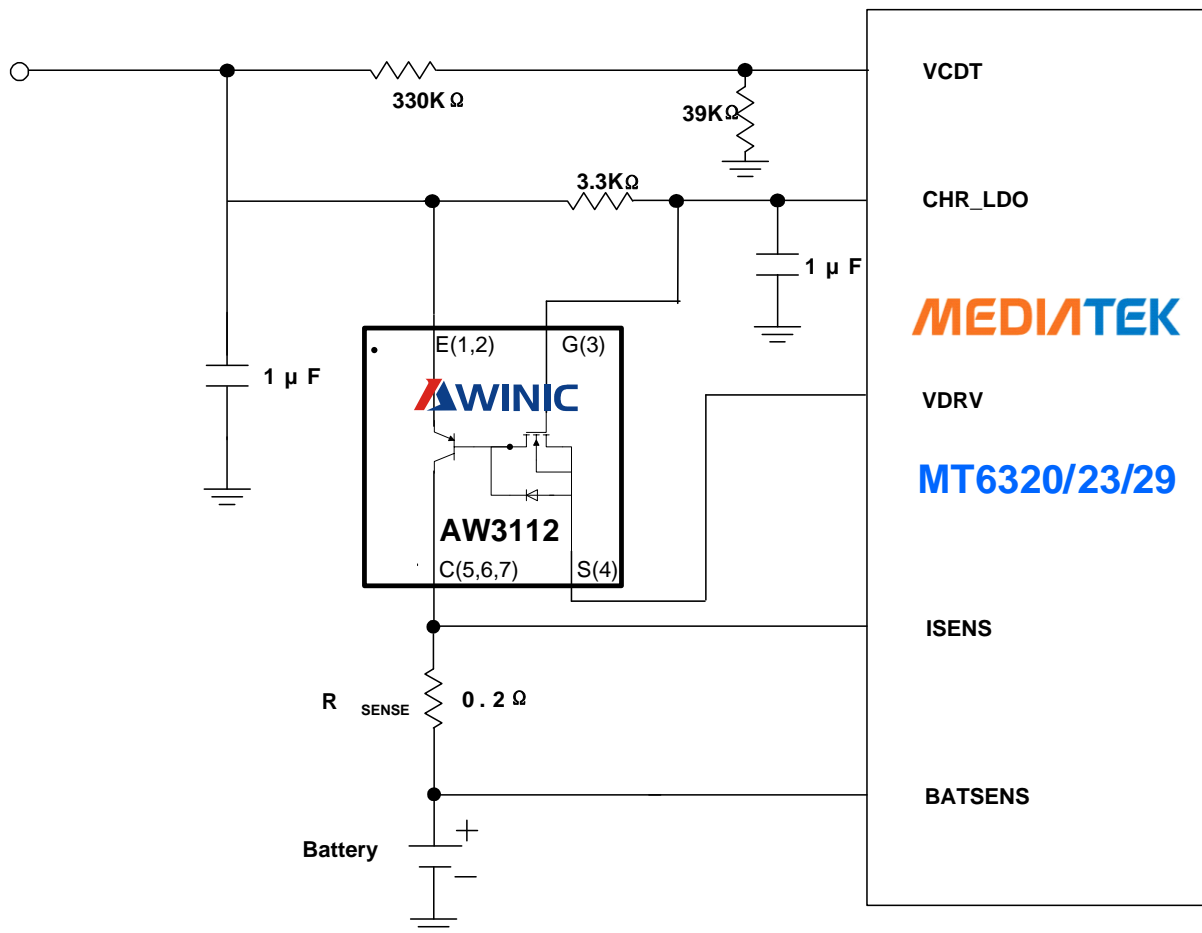 VCDT
330KΩ
39KΩ
3.3KΩ
CHR_LDO
1 μ F
MEDIATEK
E(1,2) G(3)
1 μ F
AWINIC
VDRV
MT6320/23/29
AW3112
C(5,6,7) S(4)
ISENS
R SENSE 0.2Ω
BATSENS
+
Battery
-